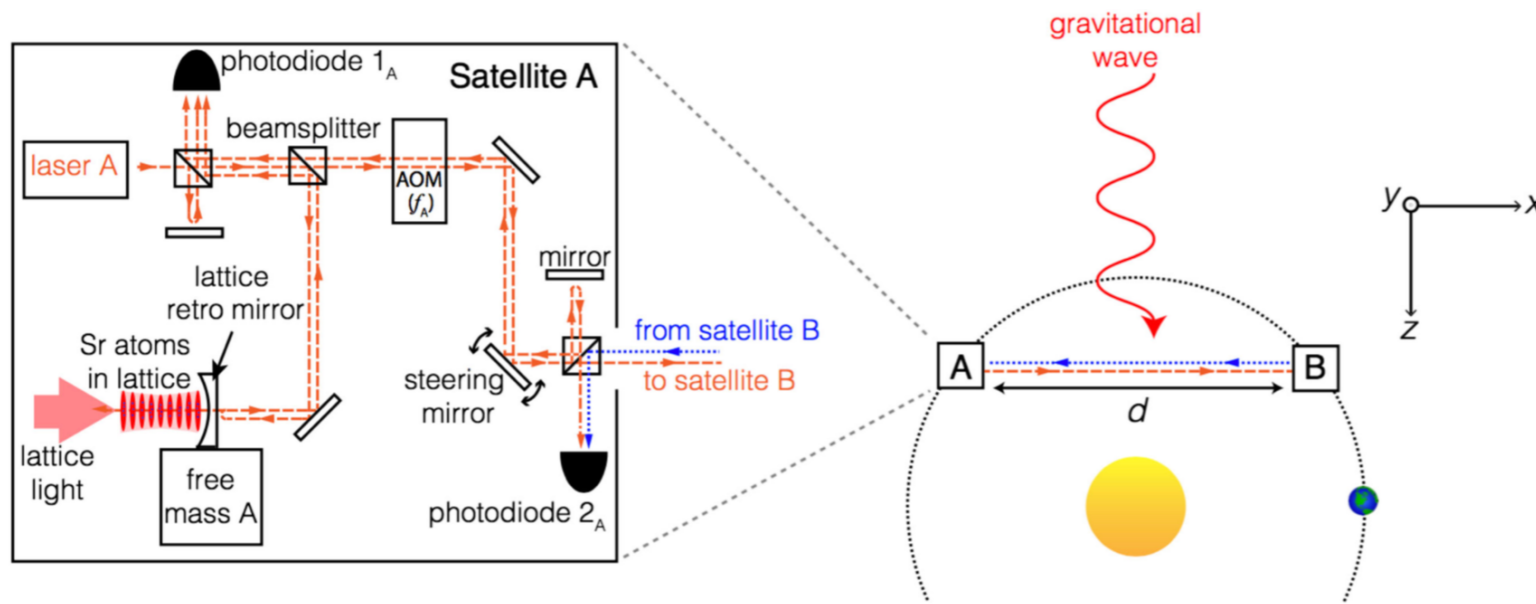 gravitational
wave
photodiode 1A
Satellite A
beamsplitter
laser A
AOM
(fA)
mirror
lattice
retro mirror
Sr atoms
in lattice
from satellite B
to satellite B
steering
mirror
lattice
light
free
mass A
photodiode 2A
A
B
d
y
x
z